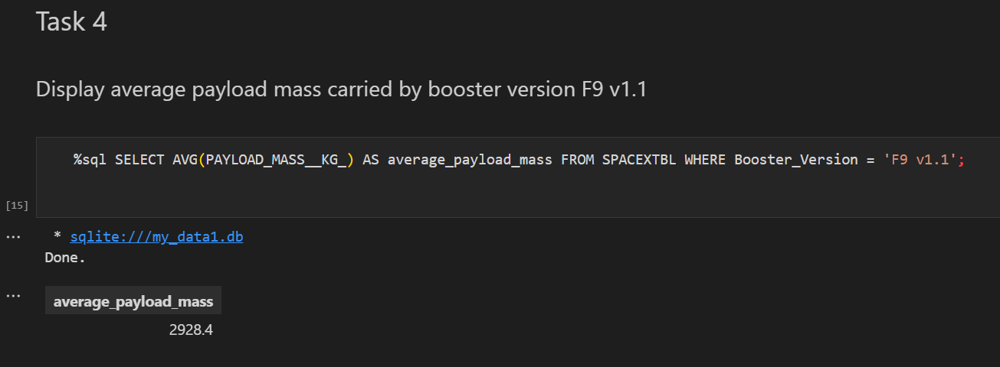 Task 4
Display average payload mass carried by booster version F9 v1.1
%sql SELECT AVG(PAYLOAD_MASS__KG_) AS average_payload_mass FROM SPACEXTBL WHERE Booster_Version = 'F9 v1.1';
[15]
... * sqlite:///my_data1.db
Done.
...
average_payload_mass
2928.4